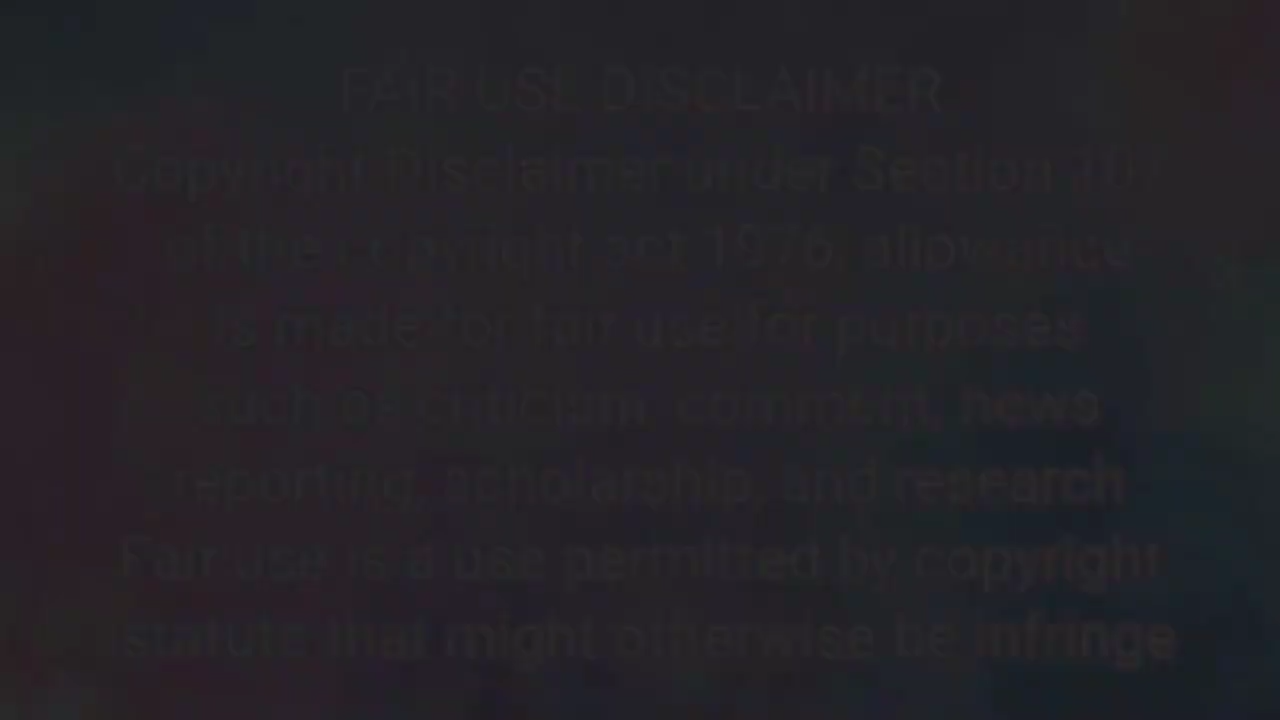 FAIR USE DISCLAIMER
Copyright Disclaimer under Section 107
of the copyright act 1976, allowance
is made for fair use for purposes
such as criticism, comment, news
reporting, scholarship, and research
Fair use is a use permitted by copyright
statute that might otherwise be infringe